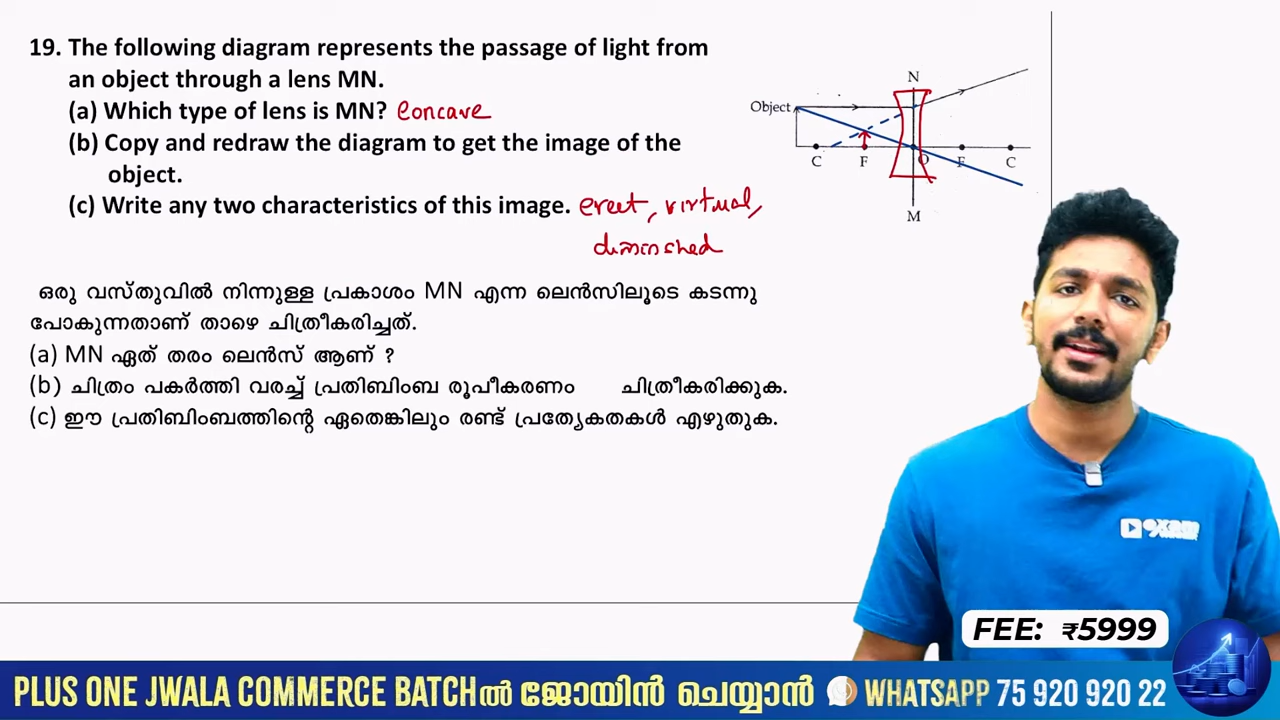 19. The following diagram represents the passage of light from
an object through a lens MN.
(a) Which type of lens is MN? concave
(b) Copy and redraw the diagram to get the image of the
object.
(c) Write any two characteristics of this image. erect, virtual,
diminished
N
Object
C F O F C
M
ഒരു വസ്തുവിൽ നിന്നുള്ള പ്രകാശം MN എന്ന ലെൻസിലൂടെ കടന്നു
പോകുന്നതാണ് താഴെ ചിത്രീകരിച്ചത്.
(a) MN ഏത് തരം ലെൻസ് ആണ് ?
(b) ചിത്രം പകർത്തി വരച്ച് പ്രതിബിംബ രൂപീകരണം ചിത്രീകരിക്കുക.
(c) ഈ പ്രതിബിംബത്തിന്റെ ഏതെങ്കിലും രണ്ട് പ്രത്യേകതകൾ എഴുതുക.
exam
FEE: ₹5999
PLUS ONE JWALA COMMERCE BATCHൽ ജോയിൻ ചെയ്യാൻ WHATSAPP 75 920 920 22